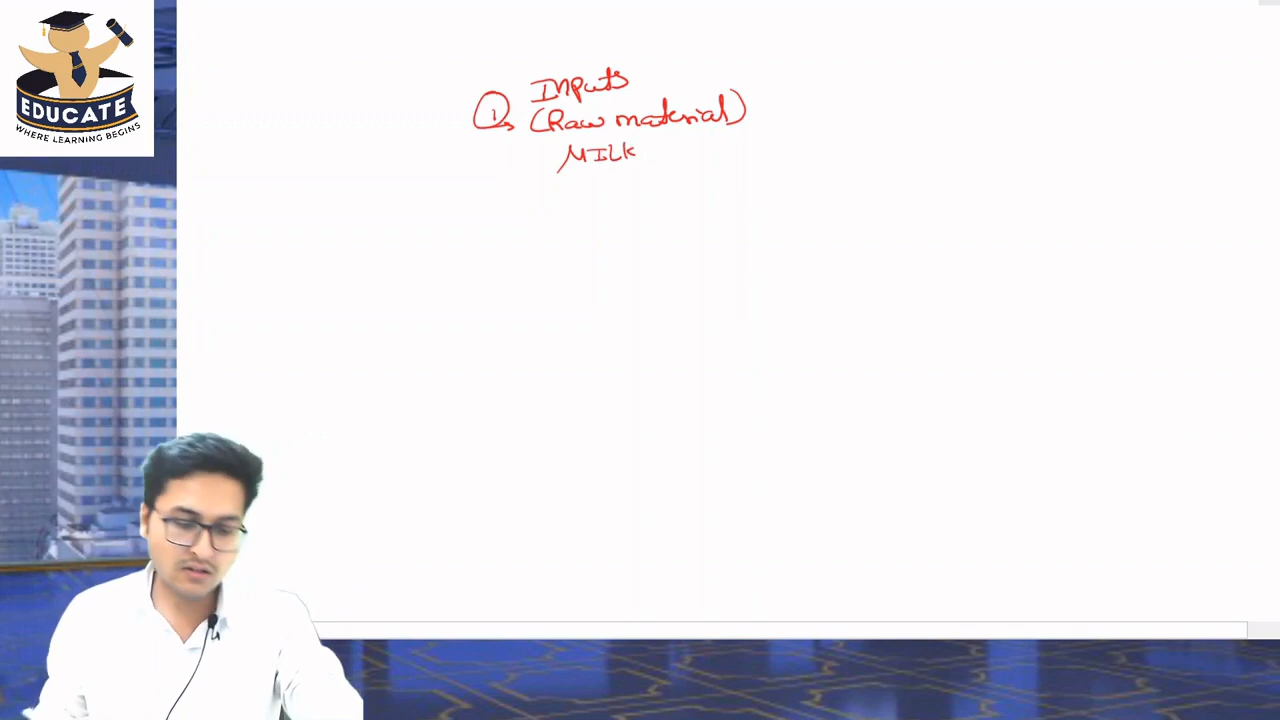 EDUCATE
WHERE LEARNING BEGINS
Inputs
1, (Raw material)
MILK